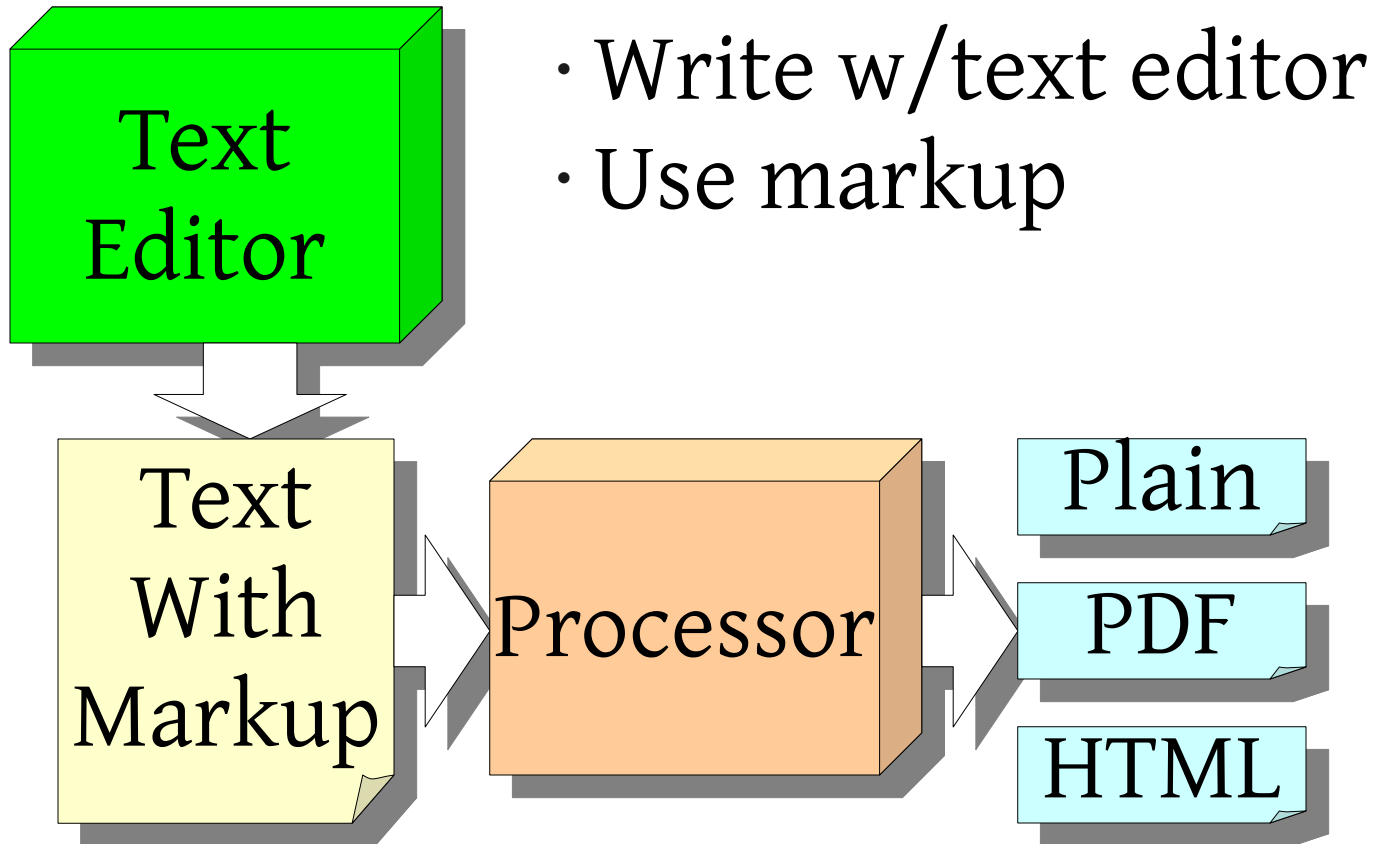 Text
Editor
· Write w/text editor
· Use markup
Text
With
Markup
Processor
Plain
PDF
HTML